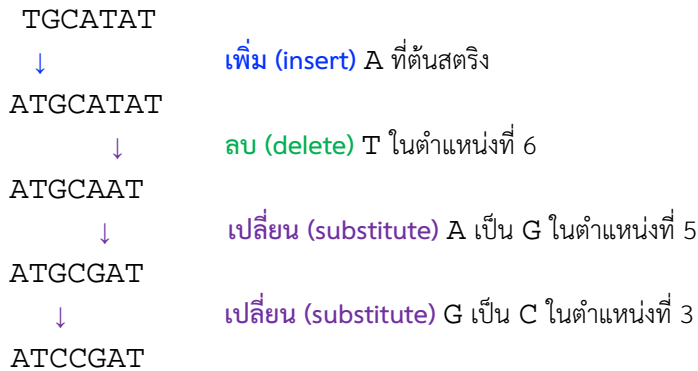 TGCATAT
↓ เพิ่ม (insert) A ที่ต้นสตริง
ATGCATAT
↓ ลบ (delete) T ในตำแหน่งที่ 6
ATGCAAT
↓ เปลี่ยน (substitute) A เป็น G ในตำแหน่งที่ 5
ATGCGAT
↓ เปลี่ยน (substitute) G เป็น C ในตำแหน่งที่ 3
ATCCGAT